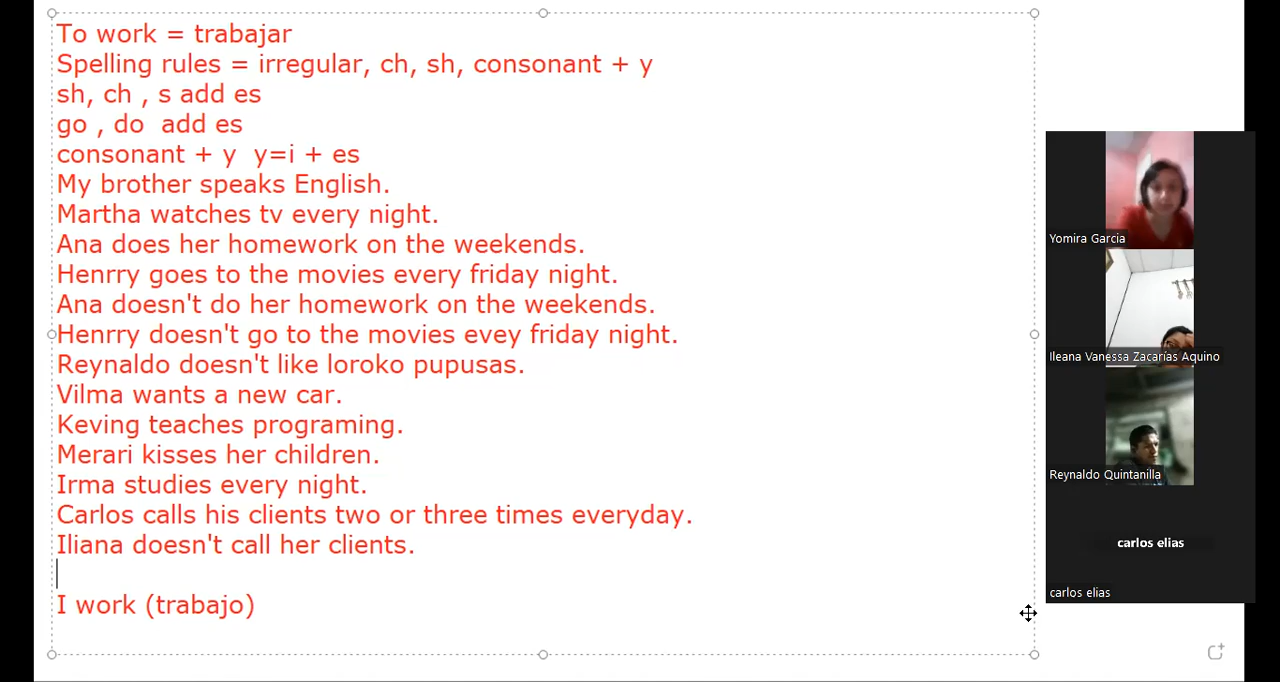 To work = trabajar
Spelling rules = irregular, ch, sh, consonant + y
sh, ch , s add es
go , do  add es
consonant + y  y=i + es
My brother speaks English.
Martha watches tv every night.
Ana does her homework on the weekends.
Henrry goes to the movies every friday night.
Ana doesn't do her homework on the weekends.
Henrry doesn't go to the movies evey friday night.
Reynaldo doesn't like loroko pupusas.
Vilma wants a new car.
Keving teaches programing.
Merari kisses her children.
Irma studies every night.
Carlos calls his clients two or three times everyday.
Iliana doesn't call her clients.
I work (trabajo)
Yomira Garcia
Ileana Vanessa Zacarías Aquino
Reynaldo Quintanilla
carlos elias
carlos elias